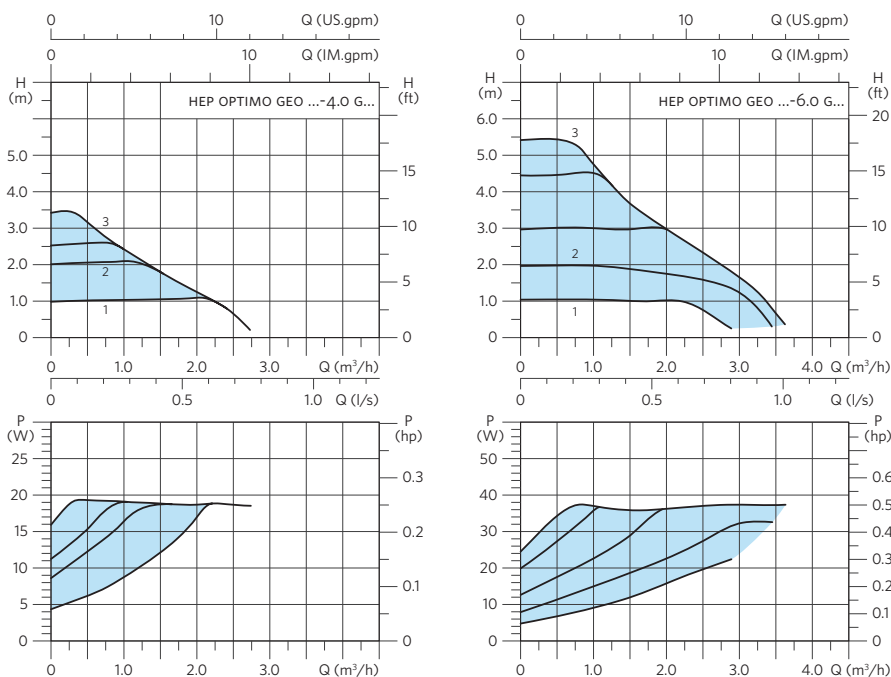 0 10 Q (US.gpm)
0 10 Q (IM.gpm)
H (m) H (ft)
HEP OPTIMO GEO ...-4.0 G...
5.0 15
4.0
3.0 3 10
2.0 2 5
1.0 1
0 0
0 1.0 2.0 3.0 Q (m³/h)
0 0.5 1.0 Q (l/s)
P (W) P (hp)
25 0.3
20
15 0.2
10 0.1
5
0 0
0 1.0 2.0 3.0 Q (m³/h)
0 10 Q (US.gpm)
0 10 Q (IM.gpm)
H (m) H (ft)
HEP OPTIMO GEO ...-6.0 G...
6.0 20
5.0 3 15
4.0
3.0 10
2.0 2 5
1.0 1
0 0
0 1.0 2.0 3.0 4.0 Q (m³/h)
0 0.5 1.0 Q (l/s)
P (W) P (hp)
50 0.6
40 0.5
30 0.4
20 0.3
0.2
10 0.1
0 0
0 1.0 2.0 3.0 4.0 Q (m³/h)